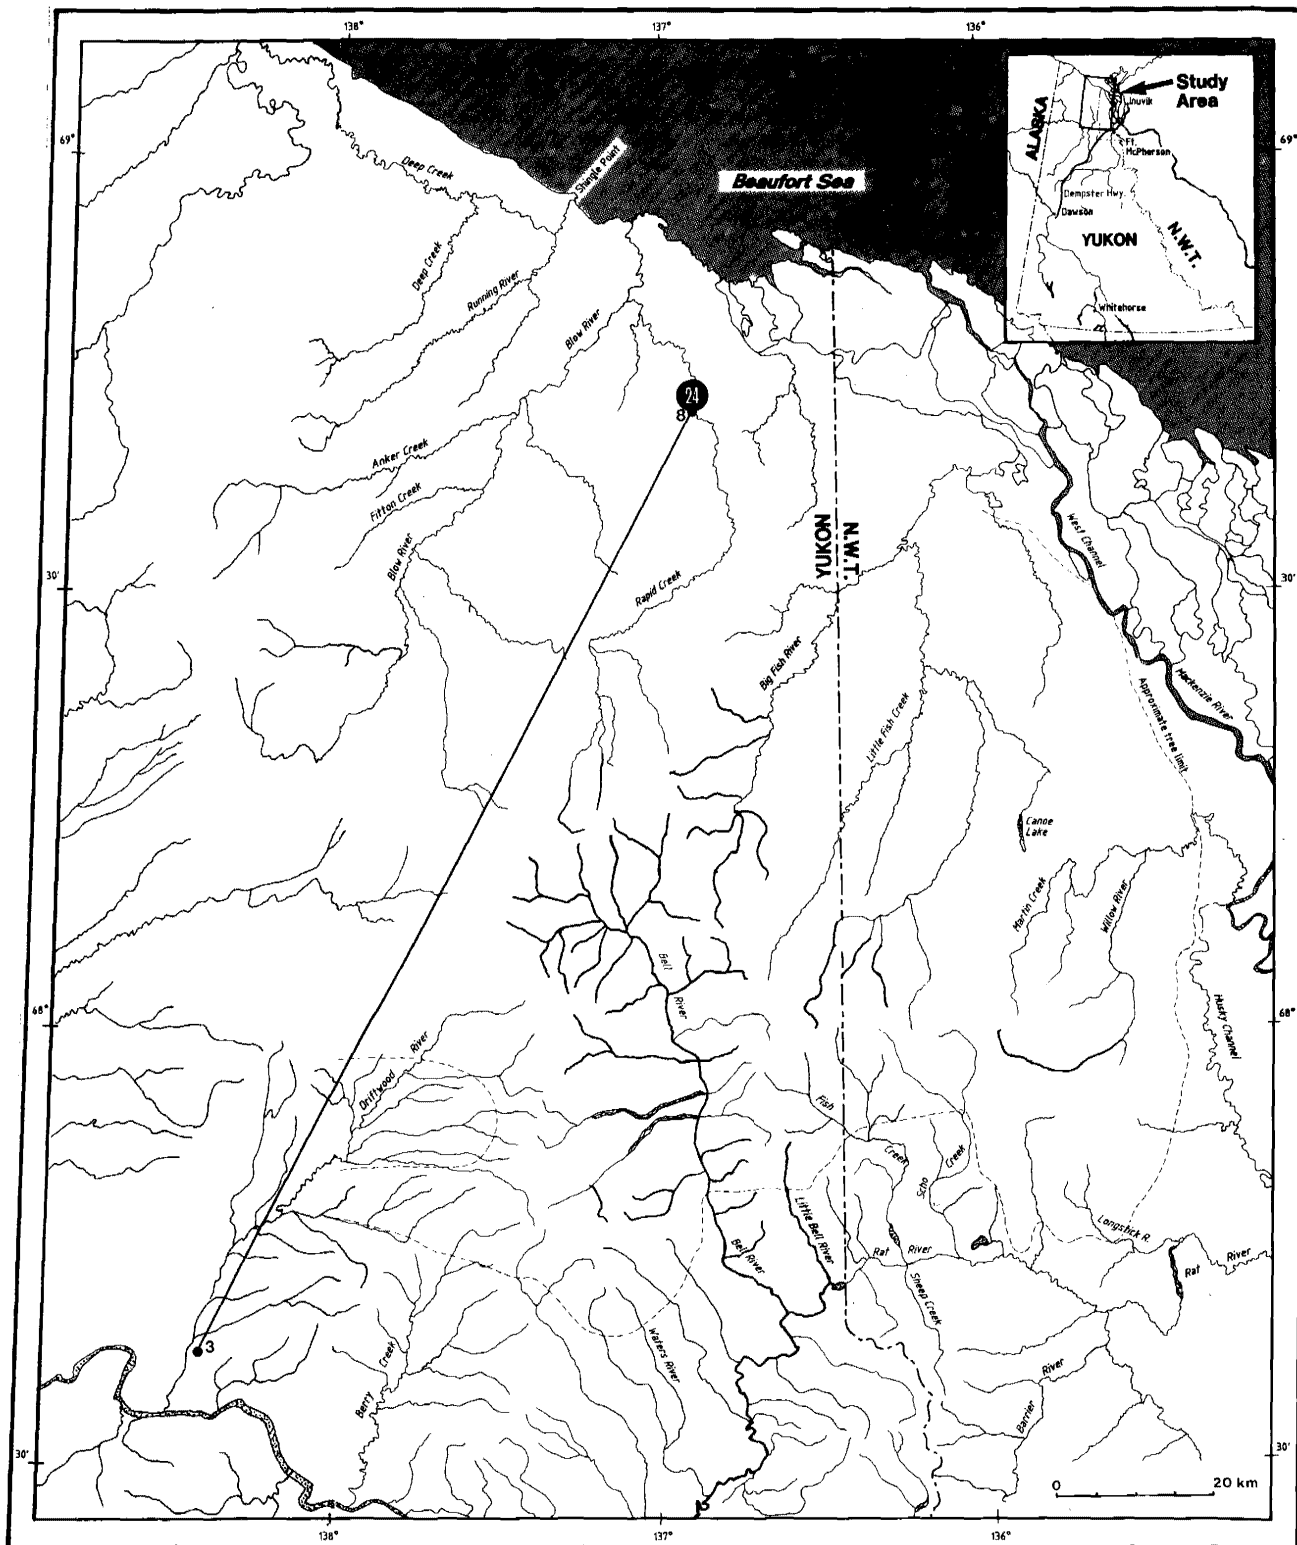 138°
137°
136°
Study
Area
Inuvik
ALASKA
Ft.
McPherson
Dempster Hwy.
Dawson
YUKON
N.W.T.
Whitehorse
69°
69°
Deep Creek
Shingle Point
Beaufort Sea
Deep Creek
Running River
Blow River
24
8
Anker Creek
Fitton Creek
Blow River
YUKON
N.W.T.
West Channel
30'
30'
Rapid Creek
Big Fish River
Mackenzie River
Approximate tree limit
Little Fish Creek
Canoe
Lake
Martin Creek
Willow River
Bell
River
68°
68°
Husky Channel
Driftwood
River
Fish
Creek
Scho
Creek
Little Bell River
Longstick R.
Bell River
Rat
River
Rat
River
Sheep Creek
3
Waters River
Berry
Creek
Barrier
River
30'
30'
0
20 km
138°
137°
136°